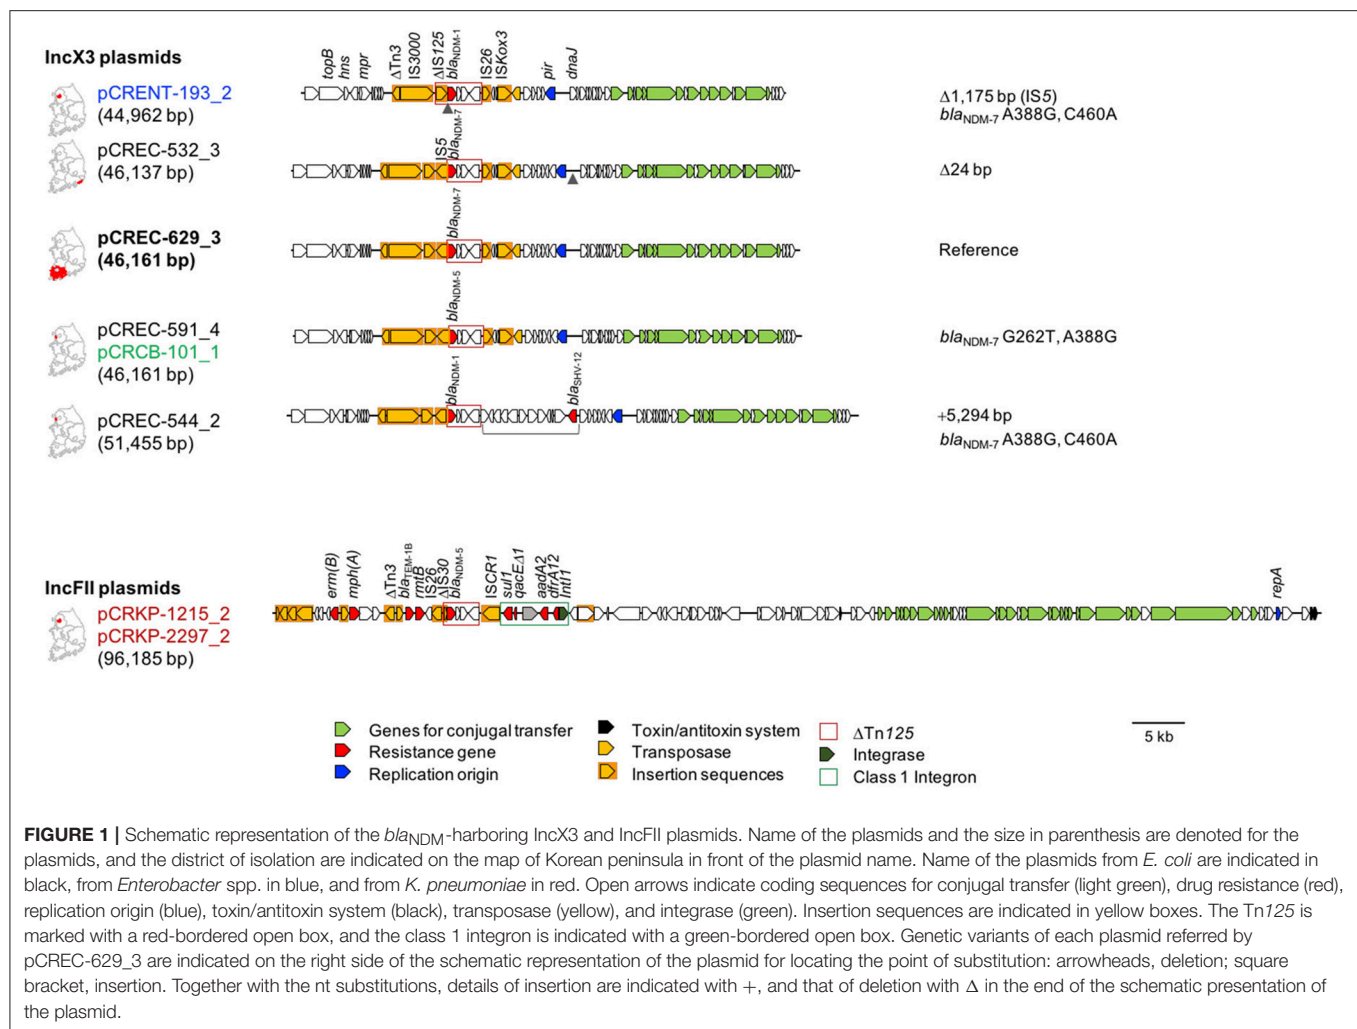 IncX3 plasmids
topB
hns
mpr
ΔTn3
IS3000
ΔIS125
blaNDM-1
IS26
ISKox3
pir
dnaJ
pCRENT-193_2
(44,962 bp)
Δ1,175 bp (IS5)
blaNDM-7 A388G, C460A
IS5
blaNDM-7
pCREC-532_3
(46,137 bp)
Δ24 bp
blaNDM-7
pCREC-629_3
(46,161 bp)
Reference
blaNDM-5
pCREC-591_4
pCRCB-101_1
(46,161 bp)
blaNDM-7 G262T, A388G
blaNDM-1
blaSHV-12
pCREC-544_2
(51,455 bp)
+5,294 bp
blaNDM-7 A388G, C460A
IncFII plasmids
erm(B)
mph(A)
ΔTn3
blaTEM-1B
rmtB
IS26
ΔIS30
blaNDM-5
ISCR1
sul1
qacEΔ1
aadA2
dfrA12
IntI1
repA
pCRKP-1215_2
pCRKP-2297_2
(96,185 bp)
Genes for conjugal transfer
Resistance gene
Replication origin
Toxin/antitoxin system
Transposase
Insertion sequences
ΔTn125
Integrase
Class 1 Integron
5 kb
FIGURE 1 | Schematic representation of the blaNDM-harboring IncX3 and IncFII plasmids. Name of the plasmids and the size in parenthesis are denoted for the
plasmids, and the district of isolation are indicated on the map of Korean peninsula in front of the plasmid name. Name of the plasmids from E. coli are indicated in
black, from Enterobacter spp. in blue, and from K. pneumoniae in red. Open arrows indicate coding sequences for conjugal transfer (light green), drug resistance (red),
replication origin (blue), toxin/antitoxin system (black), transposase (yellow), and integrase (green). Insertion sequences are indicated in yellow boxes. The Tn125 is
marked with a red-bordered open box, and the class 1 integron is indicated with a green-bordered open box. Genetic variants of each plasmid referred by
pCREC-629_3 are indicated on the right side of the schematic representation of the plasmid for locating the point of substitution: arrowheads, deletion; square
bracket, insertion. Together with the nt substitutions, details of insertion are indicated with +, and that of deletion with Δ in the end of the schematic presentation of
the plasmid.